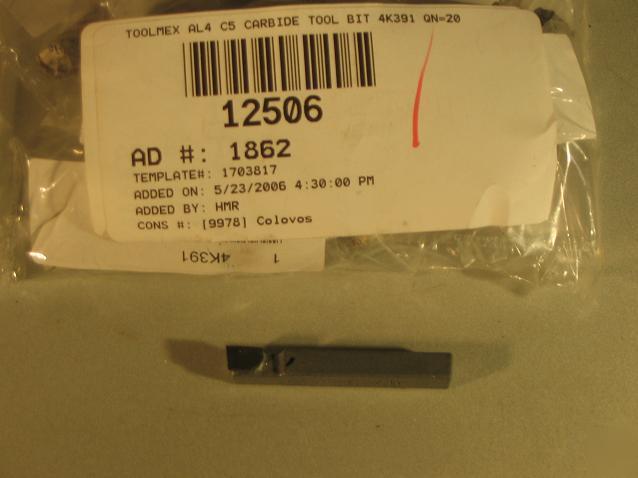 TOOLMEX AL4 C5 CARBIDE TOOL BIT 4K391 QN=20
12506
AD #: 1862
TEMPLATE#: 1703817
ADDED ON: 5/23/2006 4:30:00 PM
ADDED BY: HMR
CONS #: [9978] Colovos
1 4K391